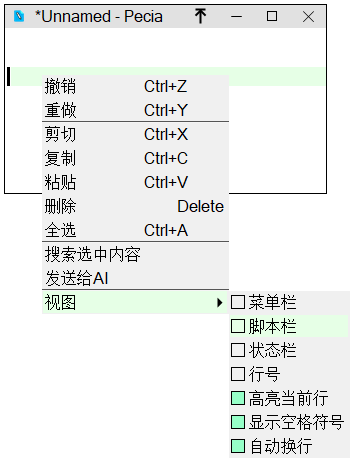 *Unnamed - Pecia
撤销 Ctrl+Z
重做 Ctrl+Y
剪切 Ctrl+X
复制 Ctrl+C
粘贴 Ctrl+V
删除 Delete
全选 Ctrl+A
搜索选中内容
发送给AI
视图
菜单栏
脚本栏
状态栏
行号
高亮当前行
显示空格符号
自动换行